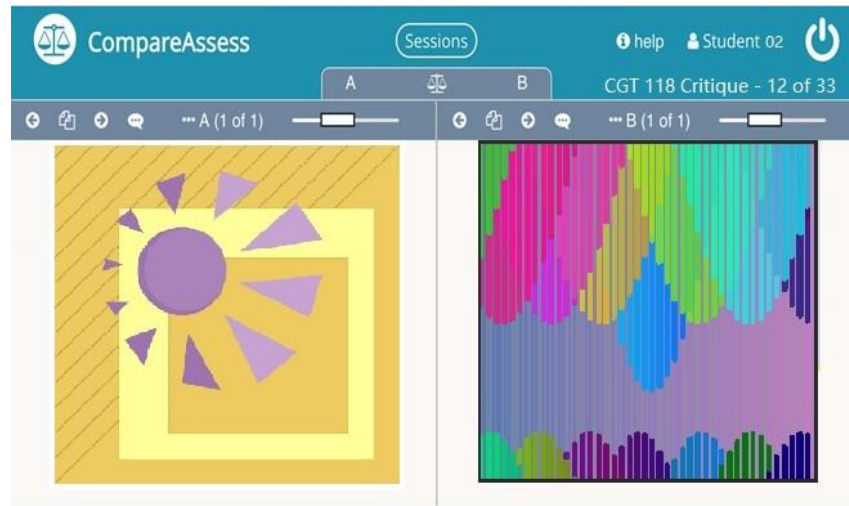 CompareAssess
Sessions
help
Student 02
A
B
CGT 118 Critique - 12 of 33
··· A (1 of 1)
··· B (1 of 1)